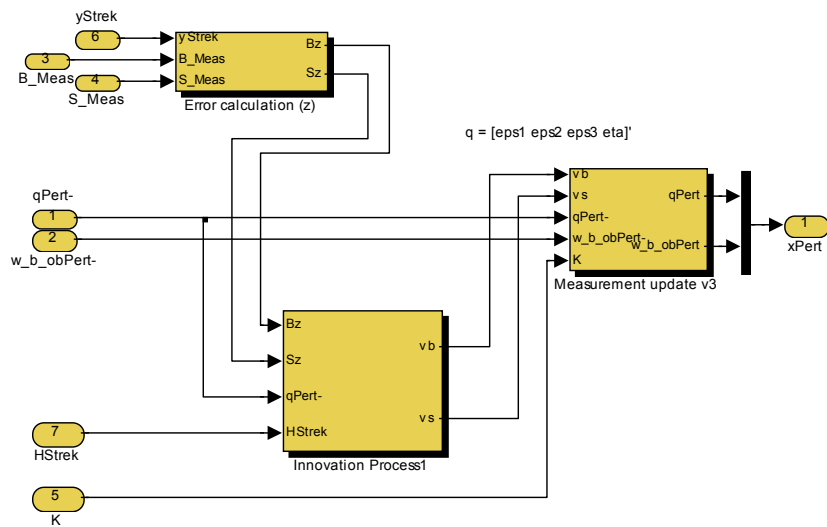 yStrek
6
3
B_Meas
4
S_Meas
yStrek
B_Meas
S_Meas
Bz
Sz
Error calculation (z)
q = [eps1 eps2 eps3 eta]'
qPert-
1
2
w_b_obPert-
vb
vs
qPert-
w_b_obPert-
K
qPert
w_b_obPert
Measurement update v3
1
xPert
Bz
Sz
qPert-
HStrek
vb
vs
Innovation Process1
7
HStrek
5
K